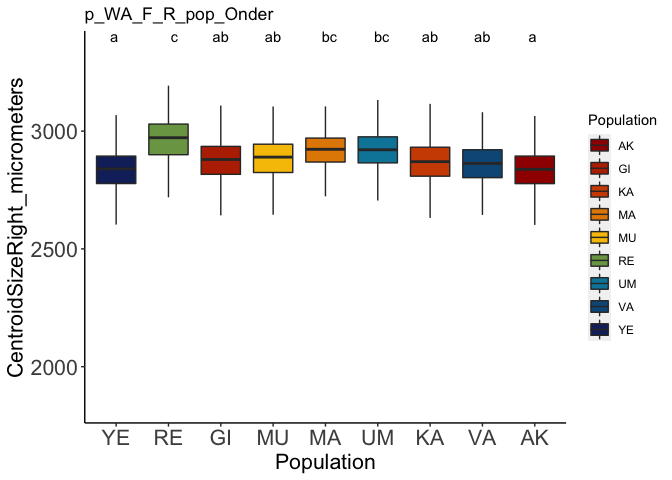 p_WA_F_R_pop_Onder
a c ab ab bc bc ab ab a
CentroidSizeRight_micrometers
3000
2500
2000
YE RE GI MU MA UM KA VA AK
Population
Population
AK
GI
KA
MA
MU
RE
UM
VA
YE